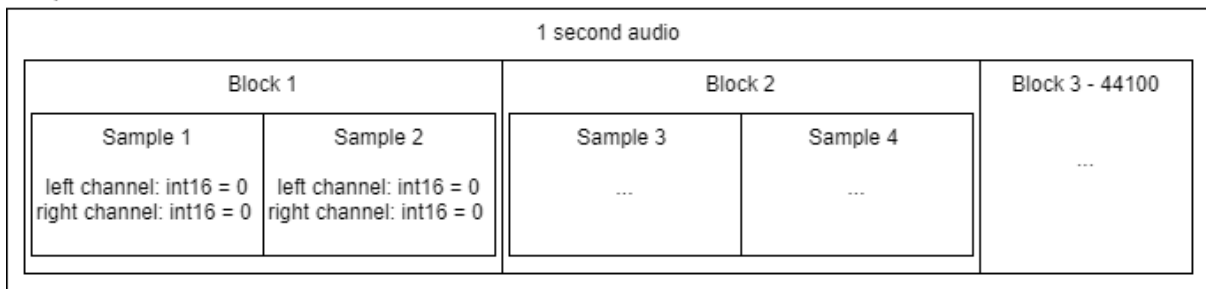 1 second audio
Block 1
Block 2
Block 3 - 44100
Sample 1
Sample 2
Sample 3
Sample 4
...
left channel: int16 = 0
right channel: int16 = 0
left channel: int16 = 0
right channel: int16 = 0
...
...